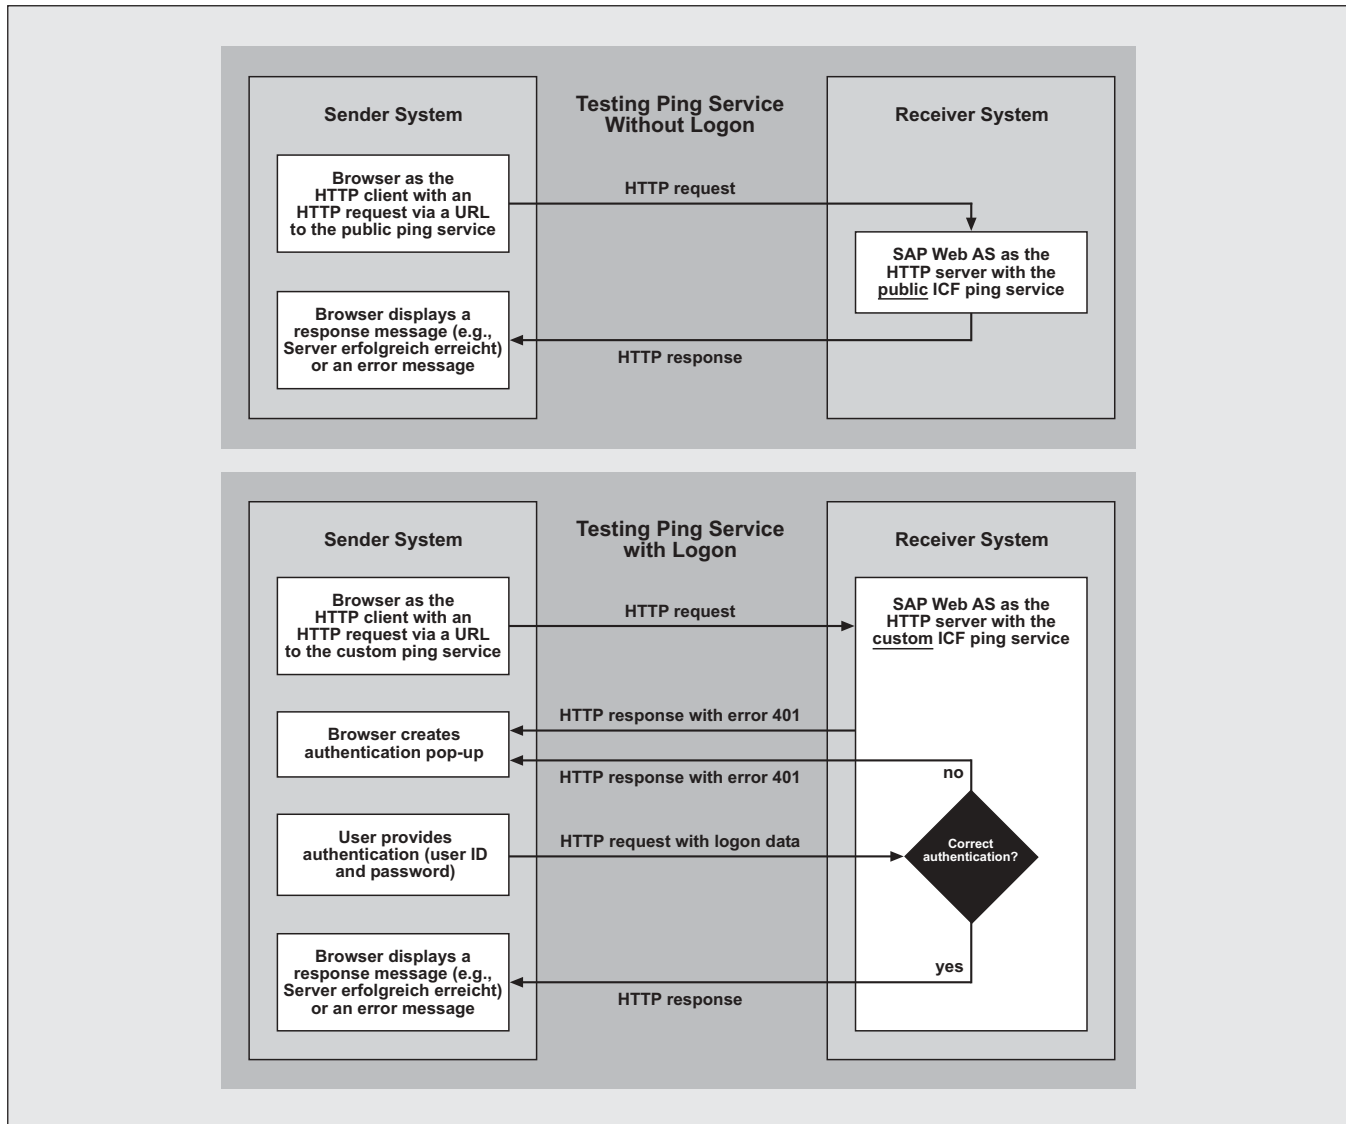 Testing Ping Service
Without Logon
Sender System
Receiver System
Browser as the
HTTP client with an
HTTP request via a URL
to the public ping service
HTTP request
SAP Web AS as the
HTTP server with the
public ICF ping service
Browser displays a
response message (e.g.,
Server erfolgreich erreicht)
or an error message
HTTP response
Testing Ping Service
with Logon
Sender System
Receiver System
Browser as the
HTTP client with an
HTTP request via a URL
to the custom ping service
HTTP request
SAP Web AS as the
HTTP server with the
custom ICF ping service
HTTP response with error 401
Browser creates
authentication pop-up
HTTP response with error 401
no
User provides
authentication (user ID
and password)
HTTP request with logon data
Correct
authentication?
yes
Browser displays a
response message (e.g.,
Server erfolgreich erreicht)
or an error message
HTTP response